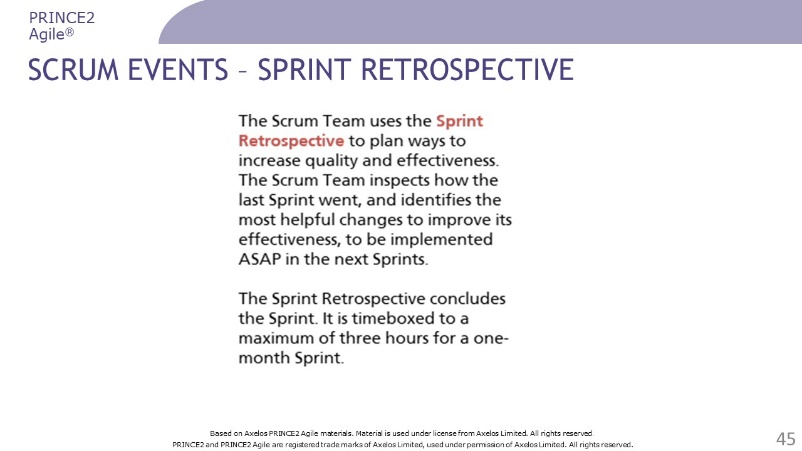 PRINCE2
Agile®
SCRUM EVENTS – SPRINT RETROSPECTIVE
The Scrum Team uses the Sprint
Retrospective to plan ways to
increase quality and effectiveness.
The Scrum Team inspects how the
last Sprint went, and identifies the
most helpful changes to improve its
effectiveness, to be implemented
ASAP in the next Sprints.
The Sprint Retrospective concludes
the Sprint. It is timeboxed to a
maximum of three hours for a one-
month Sprint.
Based on Axelos PRINCE2 Agile materials. Material is used under license from Axelos Limited. All rights reserved
PRINCE2 and PRINCE2 Agile are registered trade marks of Axelos Limited, used under permission of Axelos Limited. All rights reserved.
45